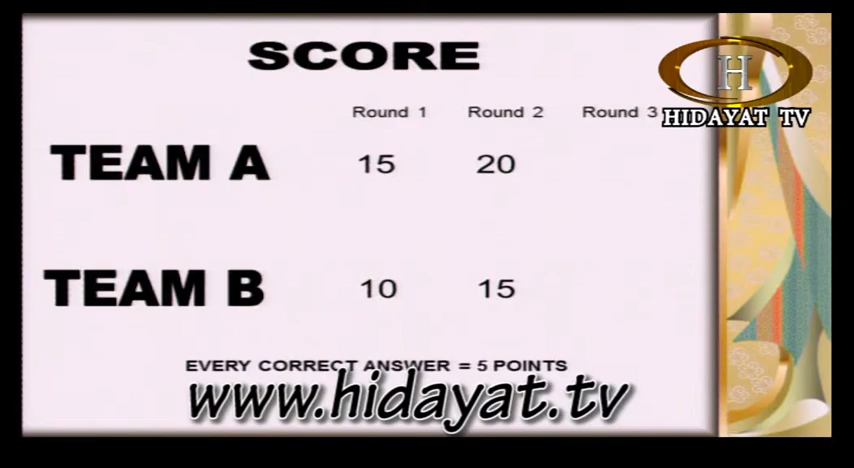 SCORE
H
Round 1 Round 2 Round 3
HIDAYAT TV
TEAM A 15 20
TEAM B 10 15
EVERY CORRECT ANSWER = 5 POINTS
www.hidayat.tv